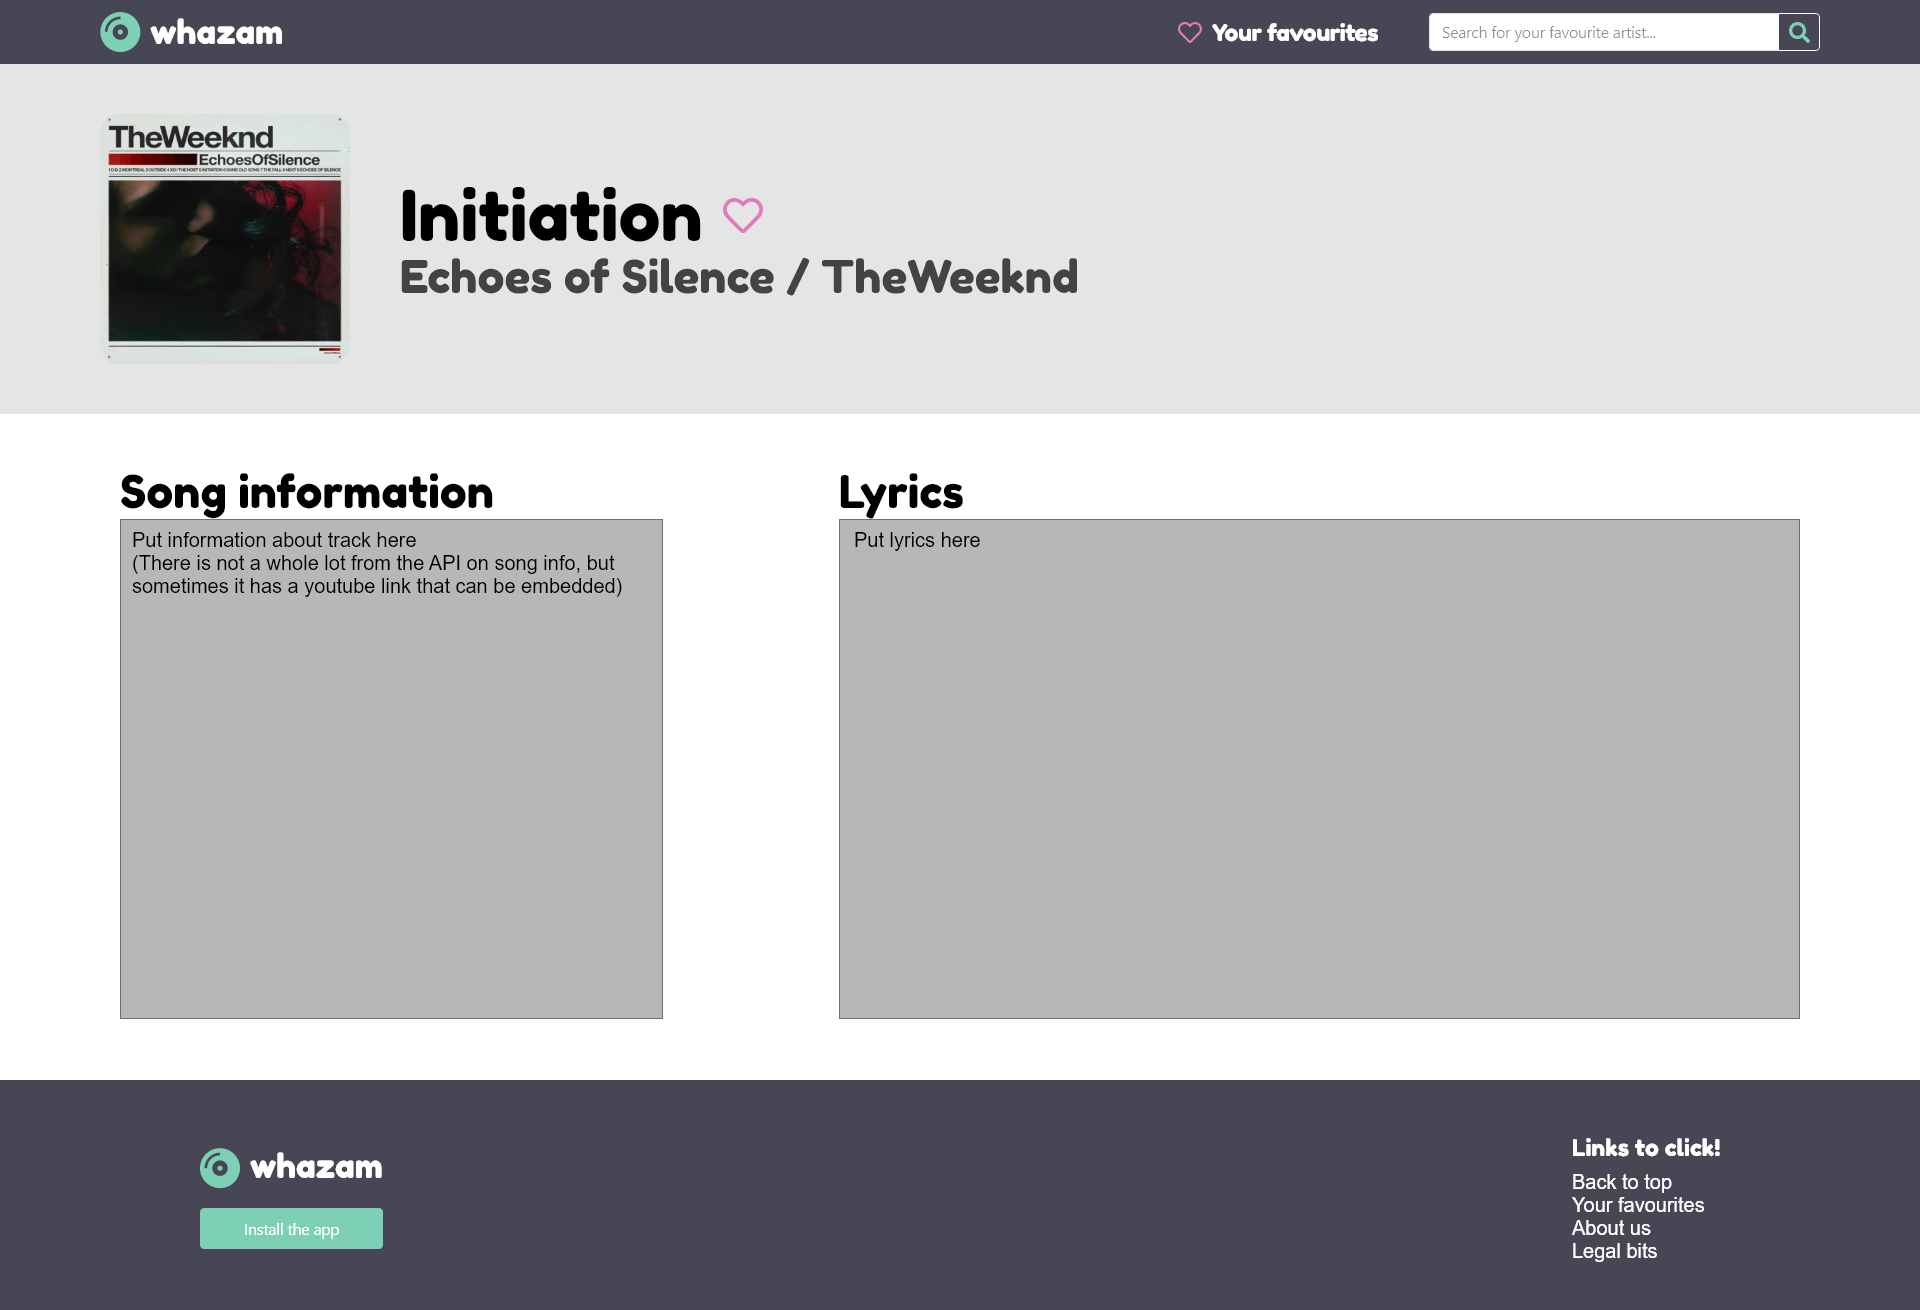 whazam
Your favourites
Search for your favourite artist...
TheWeeknd
EchoesOfSilence
Initiation
Echoes of Silence / TheWeeknd
Song information
Put information about track here
(There is not a whole lot from the API on song info, but
sometimes it has a youtube link that can be embedded)
Lyrics
Put lyrics here
whazam
Install the app
Links to click!
Back to top
Your favourites
About us
Legal bits